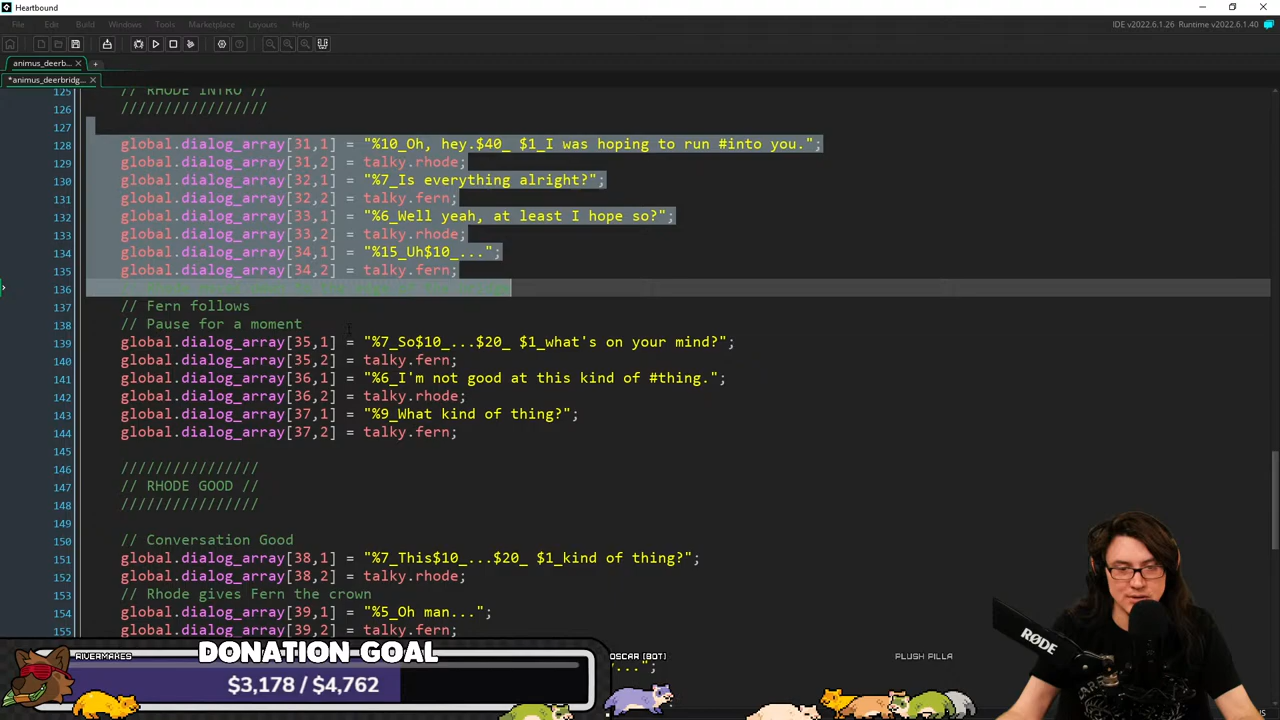 Heartbound
File Edit Build Windows Tools Marketplace Layouts Help
IDE v2022.6.1.26 Runtime v2022.6.1.40
animus_deerb...
*animus_deerbridg...
125 // RHODE INTRO //
126 /////////////////
127
128 global.dialog_array[31,1] = "%10_Oh, hey.$40_ $1_I was hoping to run #into you.";
129 global.dialog_array[31,2] = talky.rhode;
130 global.dialog_array[32,1] = "%7_Is everything alright?";
131 global.dialog_array[32,2] = talky.fern;
132 global.dialog_array[33,1] = "%6_Well yeah, at least I hope so?";
133 global.dialog_array[33,2] = talky.rhode;
134 global.dialog_array[34,1] = "%15_Uh$10_...";
135 global.dialog_array[34,2] = talky.fern;
136
137 // Fern follows
138 // Pause for a moment
139 global.dialog_array[35,1] = "%7_So$10_...$20_ $1_what's on your mind?";
140 global.dialog_array[35,2] = talky.fern;
141 global.dialog_array[36,1] = "%6_I'm not good at this kind of #thing.";
142 global.dialog_array[36,2] = talky.rhode;
143 global.dialog_array[37,1] = "%9_What kind of thing?";
144 global.dialog_array[37,2] = talky.fern;
145
146 ///////////////
147 // RHODE GOOD //
148 ///////////////
149
150 // Conversation Good
151 global.dialog_array[38,1] = "%7_This$10_...$20_ $1_kind of thing?";
152 global.dialog_array[38,2] = talky.rhode;
153 // Rhode gives Fern the crown
154 global.dialog_array[39,1] = "%5_Oh man...";
155 global.dialog_array[39,2] = talky.fern;
RIVERMAKES
DONATION GOAL
$3,178 / $4,762
OSCAR (BOT)
PLUSH PILLA
..";
RØDE